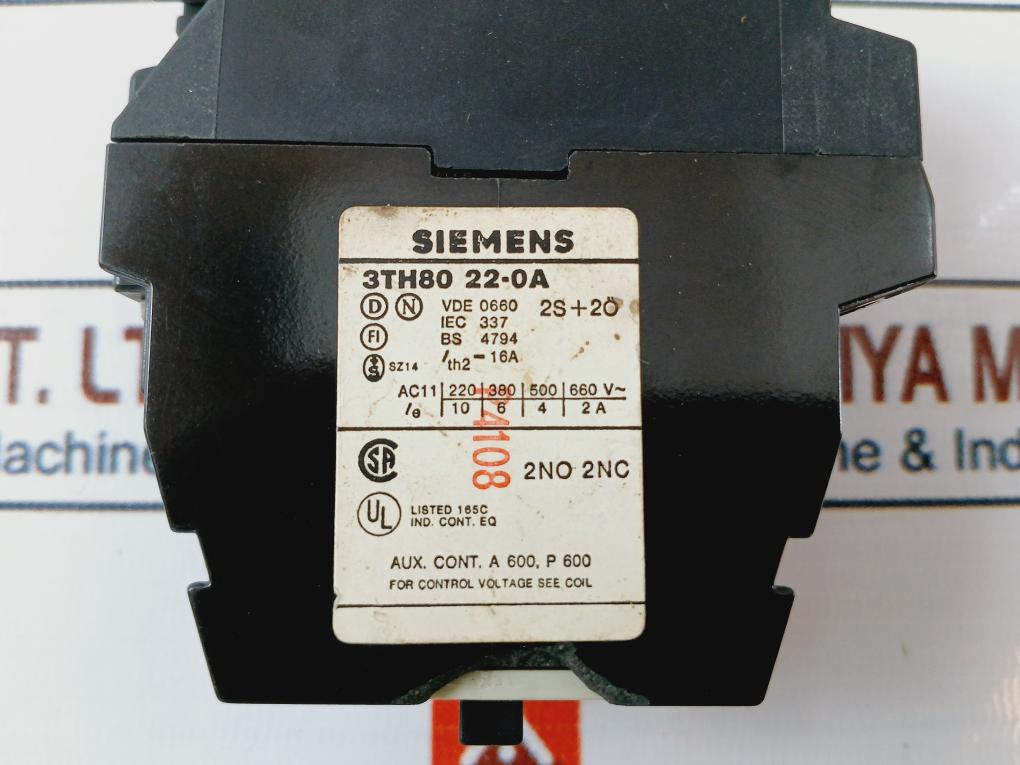 SIEMENS
3TH80 22-0A
D N VDE 0660 2S+2Ö
IEC 337
FI BS 4794
S SZ14 Ith2 - 16A
AC11 220 380 500 660 V~
Ie 10 6 4 2 A
P4108
SA 2NO 2NC
UL LISTED 165C
IND. CONT. EQ
AUX. CONT. A 600, P 600
FOR CONTROL VOLTAGE SEE COIL
T. LT
IYA M
achine
ne & Ind